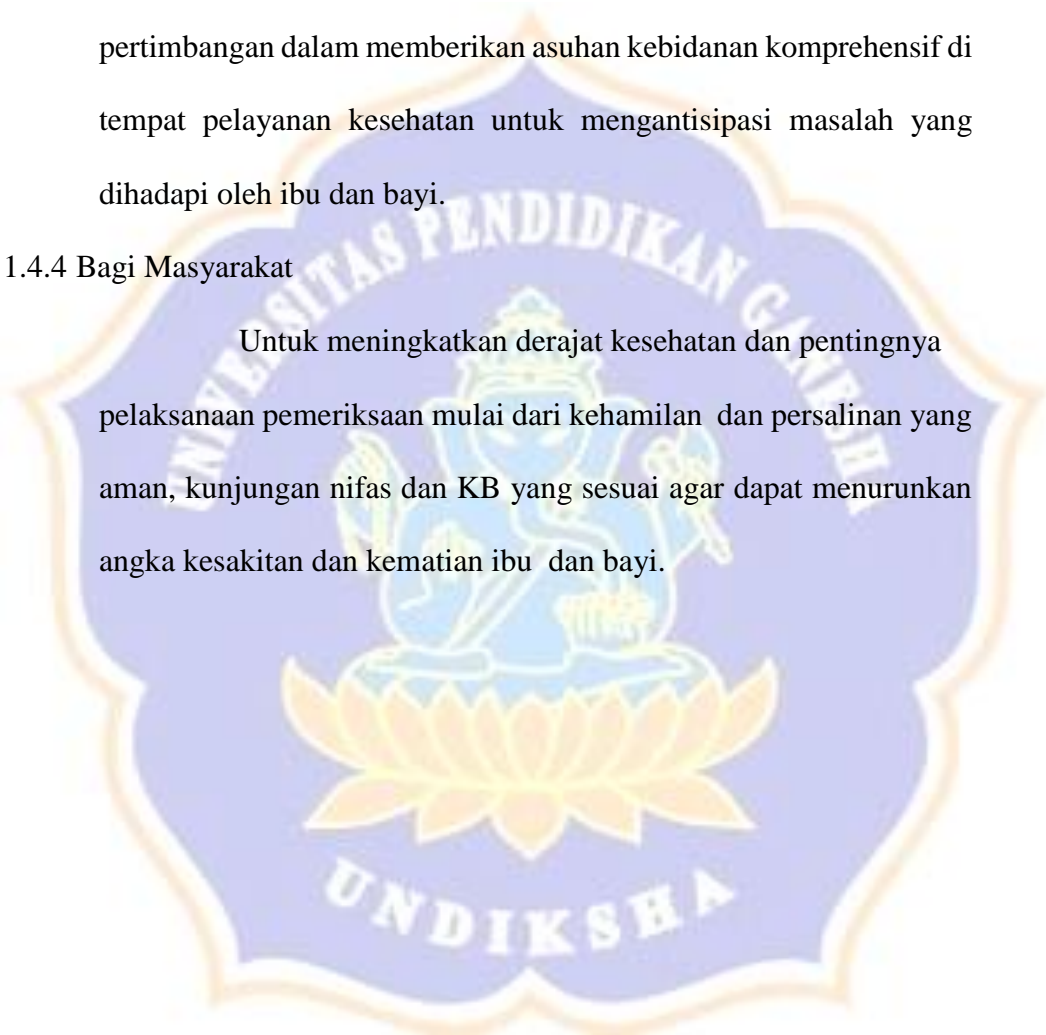 pertimbangan dalam memberikan asuhan kebidanan komprehensif di
tempat pelayanan kesehatan untuk mengantisipasi masalah yang
dihadapi oleh ibu dan bayi.
1.4.4 Bagi Masyarakat
Untuk meningkatkan derajat kesehatan dan pentingnya
pelaksanaan pemeriksaan mulai dari kehamilan dan persalinan yang
aman, kunjungan nifas dan KB yang sesuai agar dapat menurunkan
angka kesakitan dan kematian ibu dan bayi.
UNIVERSITAS PENDIDIKAN GANESHA
UNDIKSHA